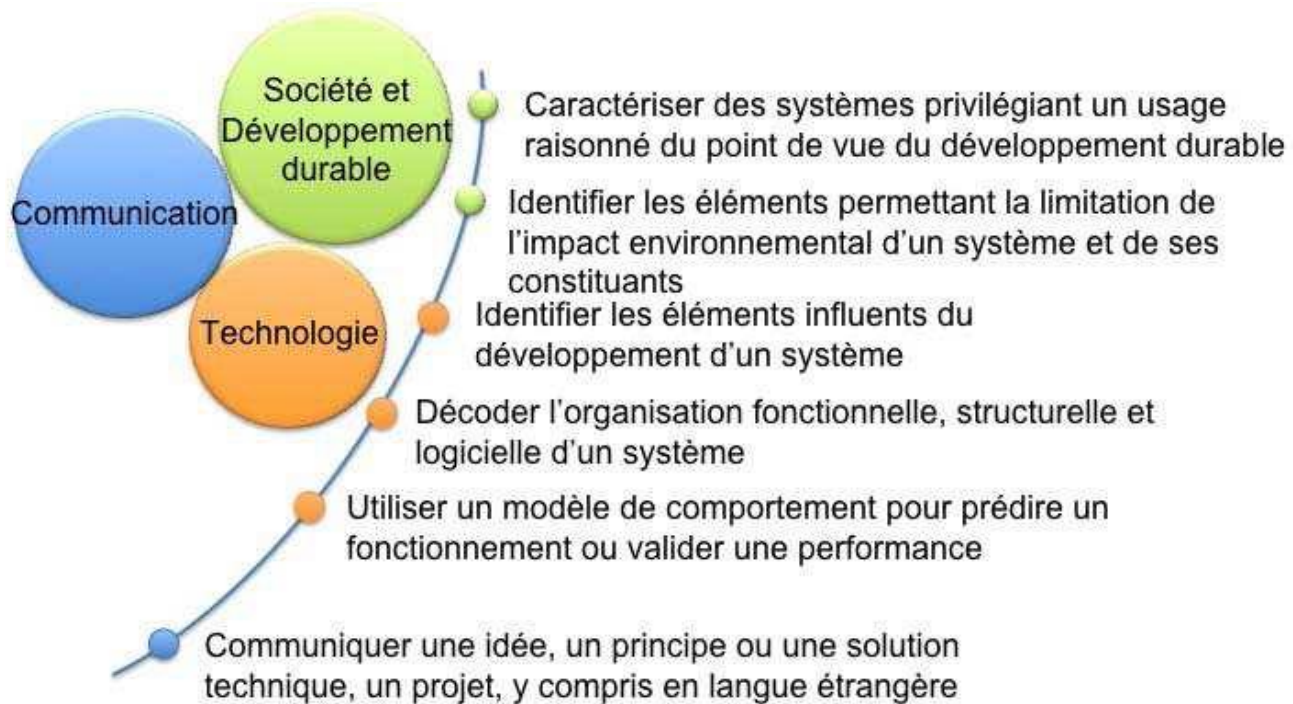 Société et
Développement
durable
Communication
Technologie
Caractériser des systèmes privilégiant un usage
raisonné du point de vue du développement durable
Identifier les éléments permettant la limitation de
l’impact environnemental d’un système et de ses
constituants
Identifier les éléments influents du
développement d’un système
Décoder l’organisation fonctionnelle, structurelle et
logicielle d’un système
Utiliser un modèle de comportement pour prédire un
fonctionnement ou valider une performance
Communiquer une idée, un principe ou une solution
technique, un projet, y compris en langue étrangère